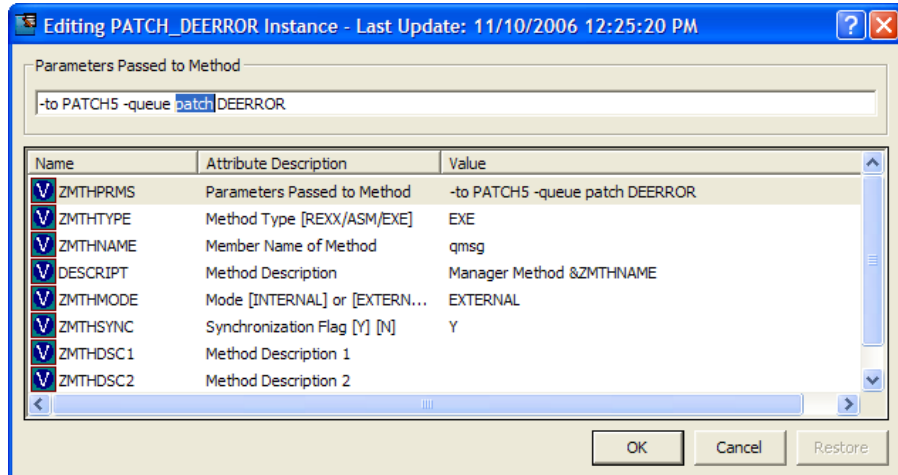 Editing PATCH_DEERROR Instance - Last Update: 11/10/2006 12:25:20 PM
Parameters Passed to Method
-to PATCH5 -queue patch DEERROR
Name Attribute Description Value
V ZMTHPRMS Parameters Passed to Method -to PATCH5 -queue patch DEERROR
V ZMTHTYPE Method Type [REXX/ASM/EXE] EXE
V ZMTHNAME Member Name of Method qmsg
V DESCRIPT Method Description Manager Method &ZMTHNAME
V ZMTHMODE Mode [INTERNAL] or [EXTERN... EXTERNAL
V ZMTHSYNC Synchronization Flag [Y] [N] Y
V ZMTHDSC1 Method Description 1
V ZMTHDSC2 Method Description 2
OK Cancel Restore